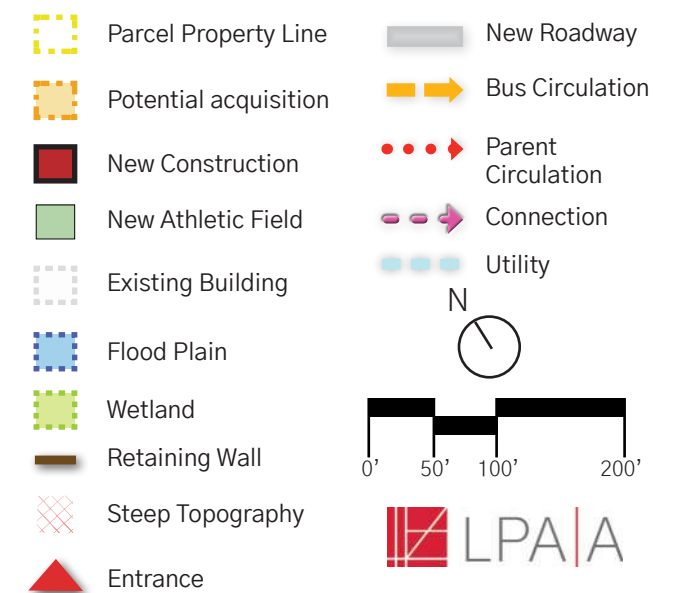 Parcel Property Line
Potential acquisition
New Construction
New Athletic Field
Existing Building
Flood Plain
Wetland
Retaining Wall
Steep Topography
Entrance
New Roadway
Bus Circulation
Parent
Circulation
Connection
Utility
N
0’ 50’ 100’ 200’
LPA|A